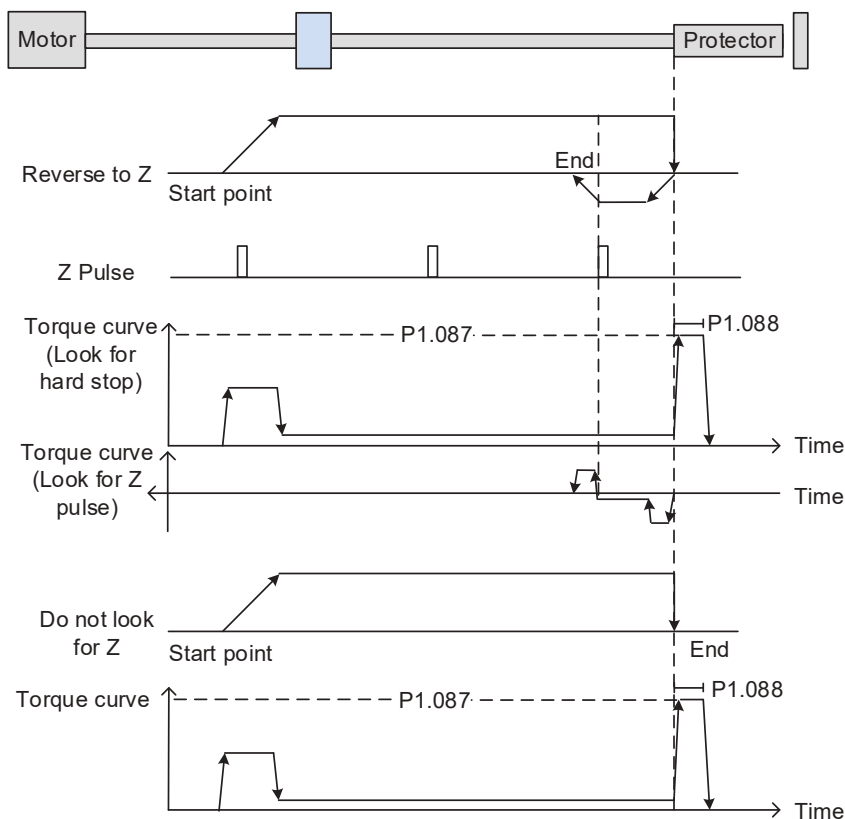 Motor
Protector
End
Reverse to Z
Start point
Z Pulse
Torque curve
(Look for
hard stop)
P1.087
P1.088
Time
Torque curve
(Look for Z
pulse)
Time
Do not look
for Z
Start point
End
Torque curve
P1.087
P1.088
Time